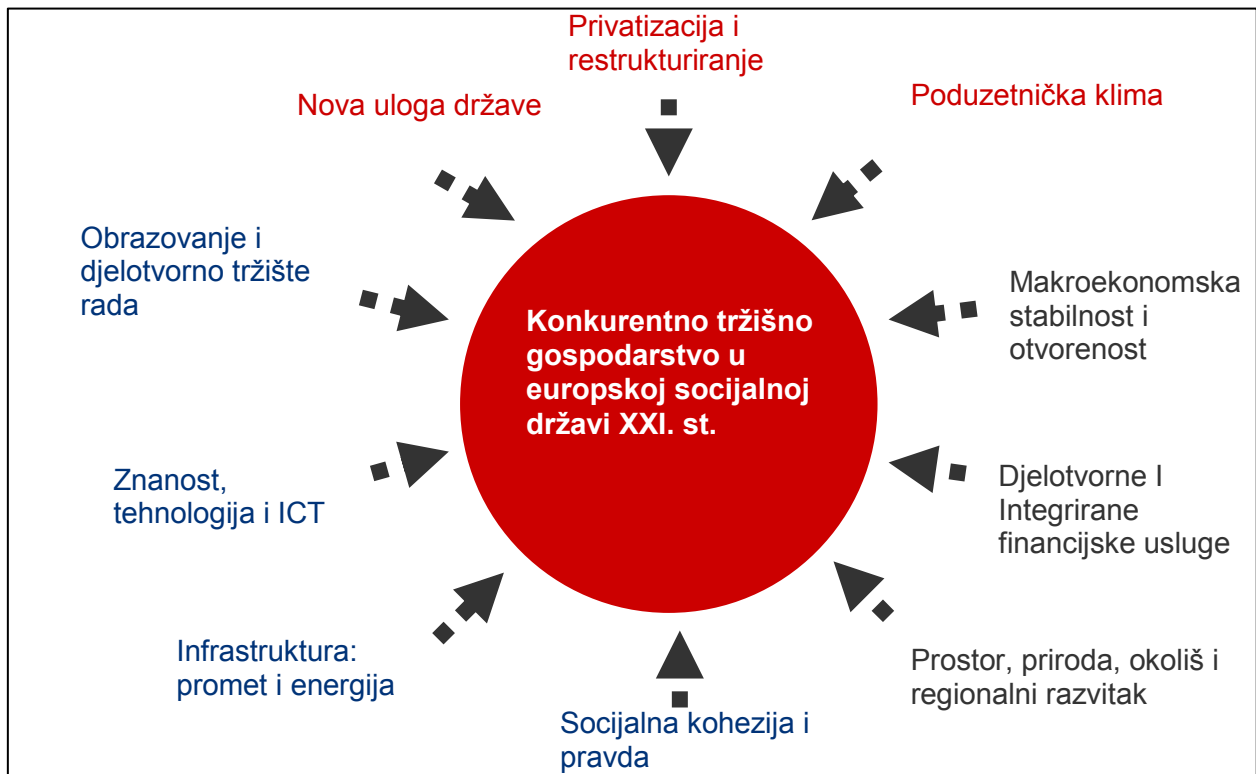 Privatizacija i
restrukturiranje
Nova uloga države
Poduzetnička klima
Obrazovanje i
djelotvorno tržište
rada
Makroekonomska
stabilnost i
otvorenost
Konkurentno tržišno
gospodarstvo u
europskoj socijalnoj
državi XXI. st.
Znanost,
tehnologija i ICT
Djelotvorne I
Integrirane
financijske usluge
Infrastruktura:
promet i energija
Prostor, priroda, okoliš i
regionalni razvitak
Socijalna kohezija i
pravda